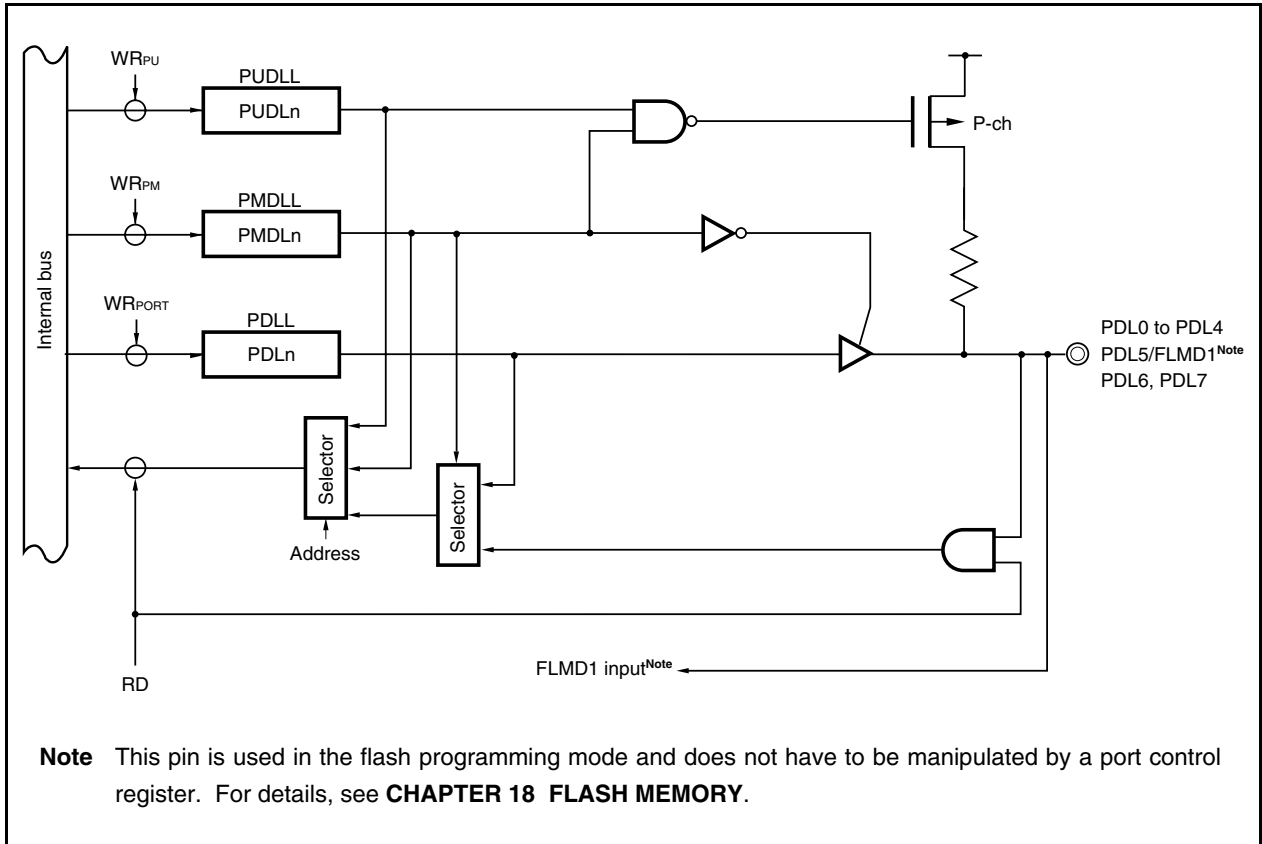 WRPU
PUDLL
PUDLn
P-ch
WRPM
PMDLL
PMDLn
Internal bus
WRPORT
PDLL
PDLn
PDL0 to PDL4
PDL5/FLMD1Note
PDL6, PDL7
Selector
Selector
Address
RD
FLMD1 inputNote
Note This pin is used in the flash programming mode and does not have to be manipulated by a port control
register. For details, see CHAPTER 18 FLASH MEMORY.